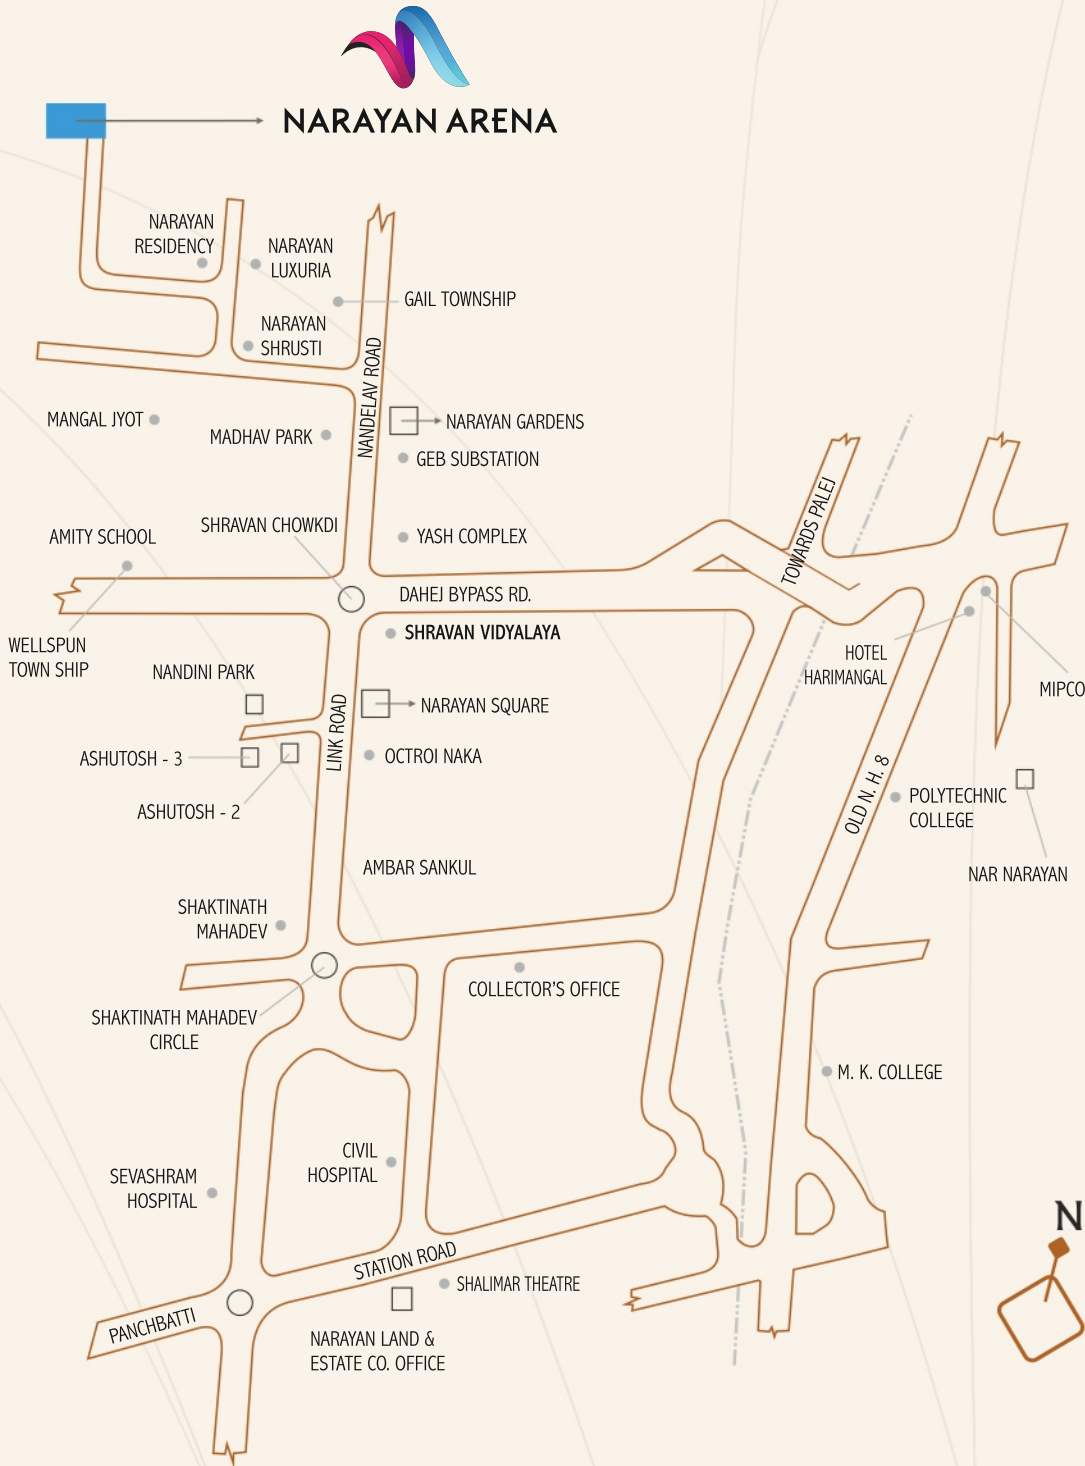 NARAYAN ARENA
NARAYAN
RESIDENCY
NARAYAN
LUXURIA
GAIL TOWNSHIP
NARAYAN
SHRUSTI
NANDELAV ROAD
MANGAL JYOT
MADHAV PARK
NARAYAN GARDENS
GEB SUBSTATION
TOWARDS PALEJ
AMITY SCHOOL
SHRAVAN CHOWKDI
YASH COMPLEX
DAHEJ BYPASS RD.
SHRAVAN VIDYALAYA
WELLSPUN
TOWN SHIP
NANDINI PARK
HOTEL
HARIMANGAL
MIPCO
LINK ROAD
NARAYAN SQUARE
ASHUTOSH - 3
OCTROI NAKA
ASHUTOSH - 2
OLD N. H. 8
POLYTECHNIC
COLLEGE
NAR NARAYAN
AMBAR SANKUL
SHAKTINATH
MAHADEV
COLLECTOR'S OFFICE
SHAKTINATH MAHADEV
CIRCLE
M. K. COLLEGE
CIVIL
HOSPITAL
SEVASHRAM
HOSPITAL
N
STATION ROAD
SHALIMAR THEATRE
PANCHBATTI
NARAYAN LAND &
ESTATE CO. OFFICE